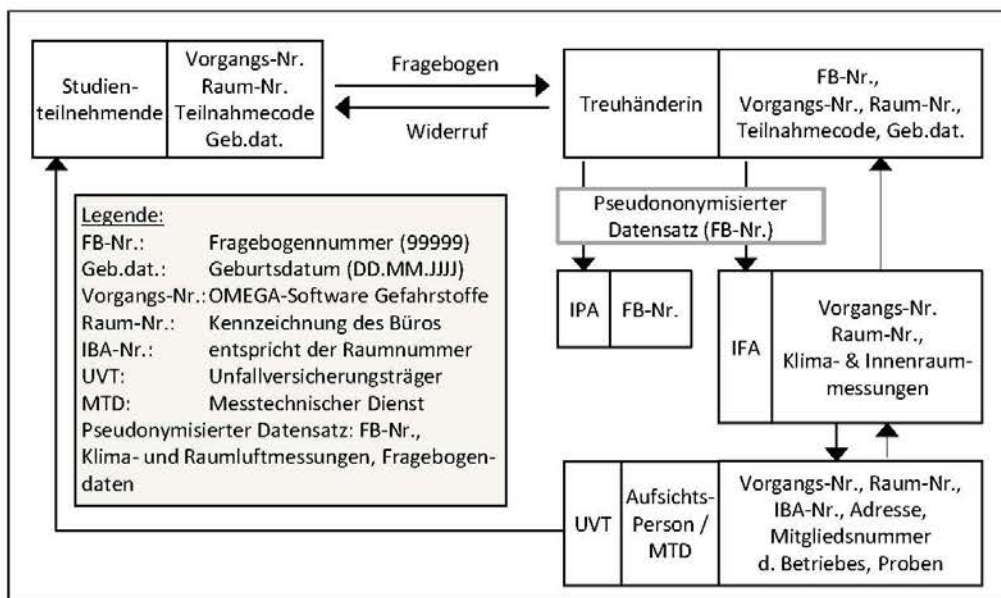 Studien-
teilnehmende
Vorgangs-Nr.
Raum-Nr.
Teilnahmecode
Geb.dat.
Fragebogen
Widerruf
Treuhänderin
FB-Nr.,
Vorgangs-Nr., Raum-Nr.,
Teilnahmecode, Geb.dat.
Pseudononymisierter
Datensatz (FB-Nr.)
Legende:
FB-Nr.: Fragebogennummer (99999)
Geb.dat.: Geburtsdatum (DD.MM.JJJJ)
Vorgangs-Nr.: OMEGA-Software Gefahrstoffe
Raum-Nr.: Kennzeichnung des Büros
IBA-Nr.: entspricht der Raumnummer
UVT: Unfallversicherungsträger
MTD: Messtechnischer Dienst
Pseudonymisierter Datensatz: FB-Nr.,
Klima- und Raumluftmessungen, Fragebogen-
daten
IPA
FB-Nr.
IFA
Vorgangs-Nr.
Raum-Nr.,
Klima- & Innenraum-
messungen
UVT
Aufsichts-
Person /
MTD
Vorgangs-Nr., Raum-Nr.,
IBA-Nr., Adresse,
Mitgliedsnummer
d. Betriebes, Proben